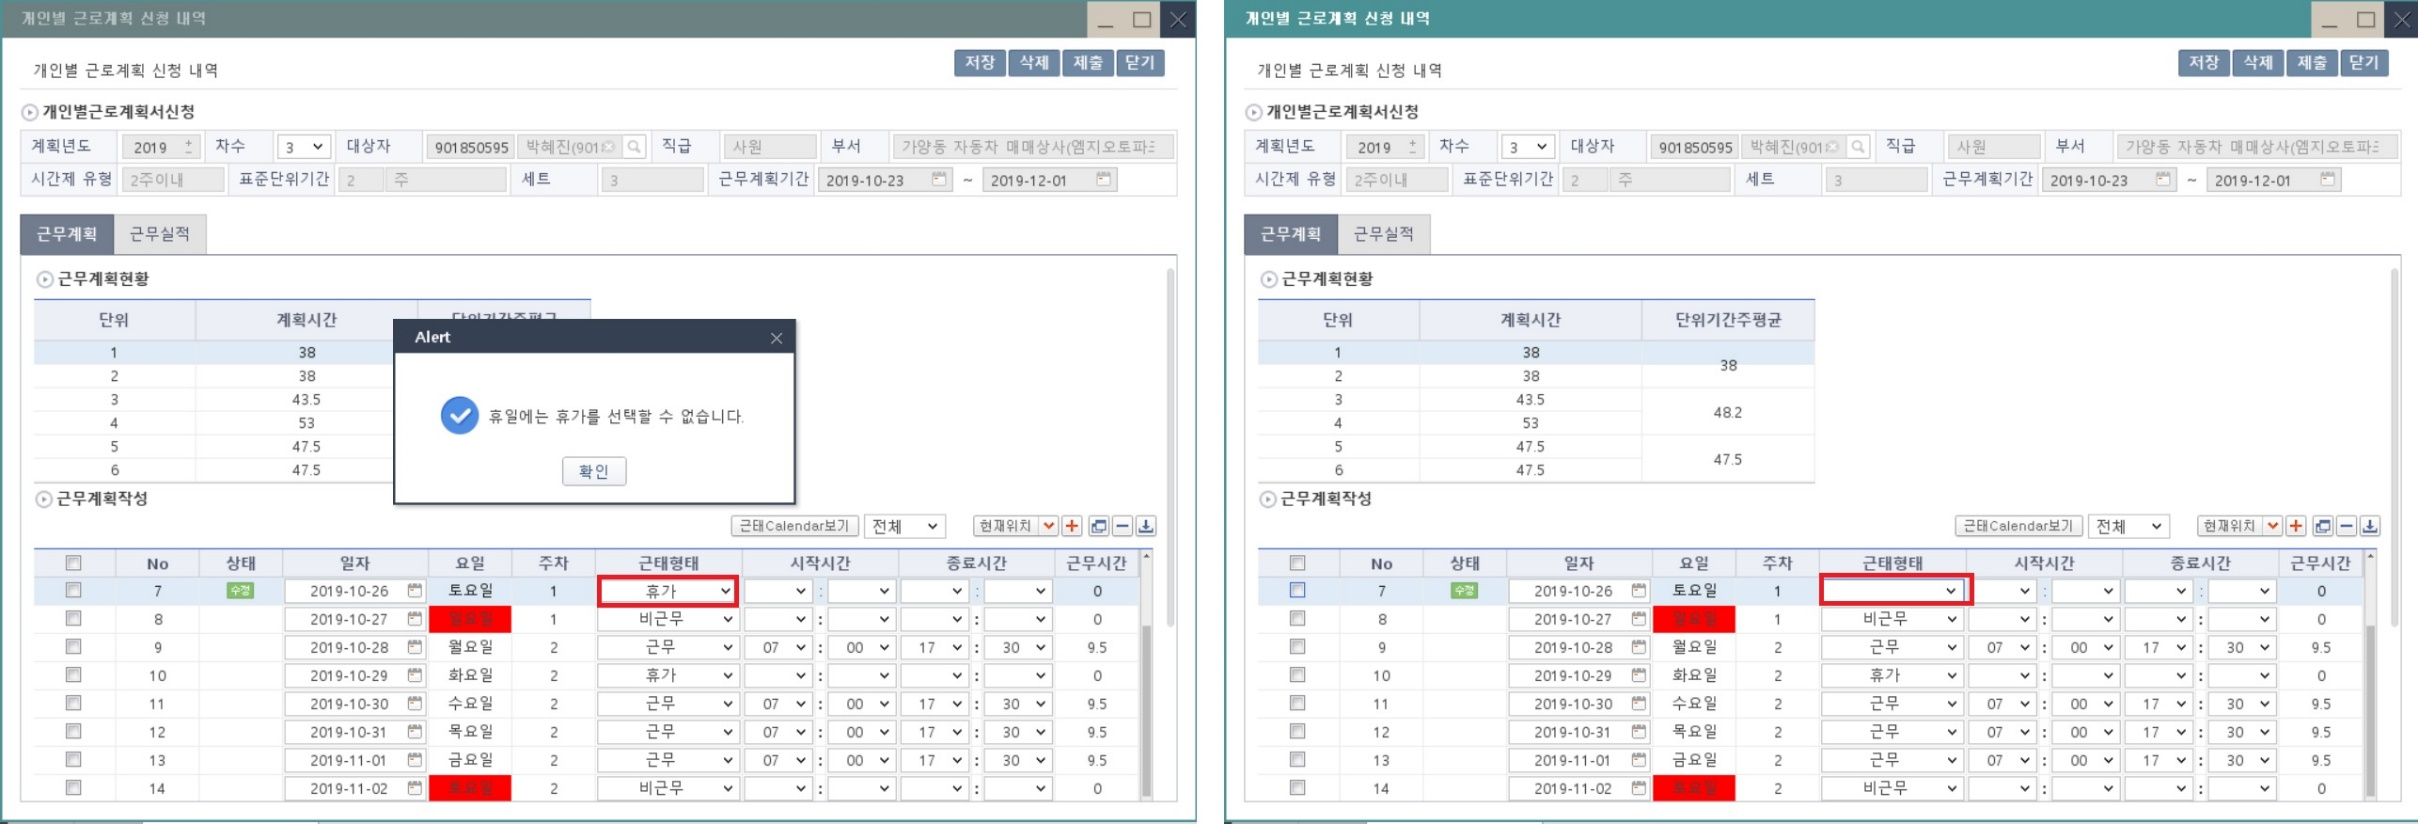 개인별 근로계획 신청 내역
개인별 근로계획 신청 내역 저장 삭제 제출 닫기
개인별근로계획서신청
계획년도 2019 차수 3 대상자 901850595 박혜진(901 직급 사원 부서 가양동 자동차 매매상사(엠지오토파크
시간제 유형 2주이내 표준단위기간 2 주 세트 3 근무계획기간 2019-10-23 ~ 2019-12-01
근무계획 근무실적
근무계획현황
단위 계획시간
1 38
2 38
3 43.5
4 53
5 47.5
6 47.5
Alert
휴일에는 휴가를 선택할 수 없습니다.
확인
근무계획작성
근태Calendar보기 전체 현재위치
No 상태 일자 요일 주차 근태형태 시작시간 종료시간 근무시간
7 수정 2019-10-26 토요일 1 휴가 : : 0
8 2019-10-27 일요일 1 비근무 : : 0
9 2019-10-28 월요일 2 근무 07 : 00 17 : 30 9.5
10 2019-10-29 화요일 2 휴가 : : 0
11 2019-10-30 수요일 2 근무 07 : 00 17 : 30 9.5
12 2019-10-31 목요일 2 근무 07 : 00 17 : 30 9.5
13 2019-11-01 금요일 2 근무 07 : 00 17 : 30 9.5
14 2019-11-02 토요일 2 비근무 : : 0
개인별 근로계획 신청 내역
개인별 근로계획 신청 내역 저장 삭제 제출 닫기
개인별근로계획서신청
계획년도 2019 차수 3 대상자 901850595 박혜진(901 직급 사원 부서 가양동 자동차 매매상사(엠지오토파크
시간제 유형 2주이내 표준단위기간 2 주 세트 3 근무계획기간 2019-10-23 ~ 2019-12-01
근무계획 근무실적
근무계획현황
단위 계획시간 단위기간주평균
1 38
38
2 38
3 43.5
48.2
4 53
5 47.5
47.5
6 47.5
근무계획작성
근태Calendar보기 전체 현재위치
No 상태 일자 요일 주차 근태형태 시작시간 종료시간 근무시간
7 수정 2019-10-26 토요일 1 : : 0
8 2019-10-27 일요일 1 비근무 : : 0
9 2019-10-28 월요일 2 근무 07 : 00 17 : 30 9.5
10 2019-10-29 화요일 2 휴가 : : 0
11 2019-10-30 수요일 2 근무 07 : 00 17 : 30 9.5
12 2019-10-31 목요일 2 근무 07 : 00 17 : 30 9.5
13 2019-11-01 금요일 2 근무 07 : 00 17 : 30 9.5
14 2019-11-02 토요일 2 비근무 : : 0